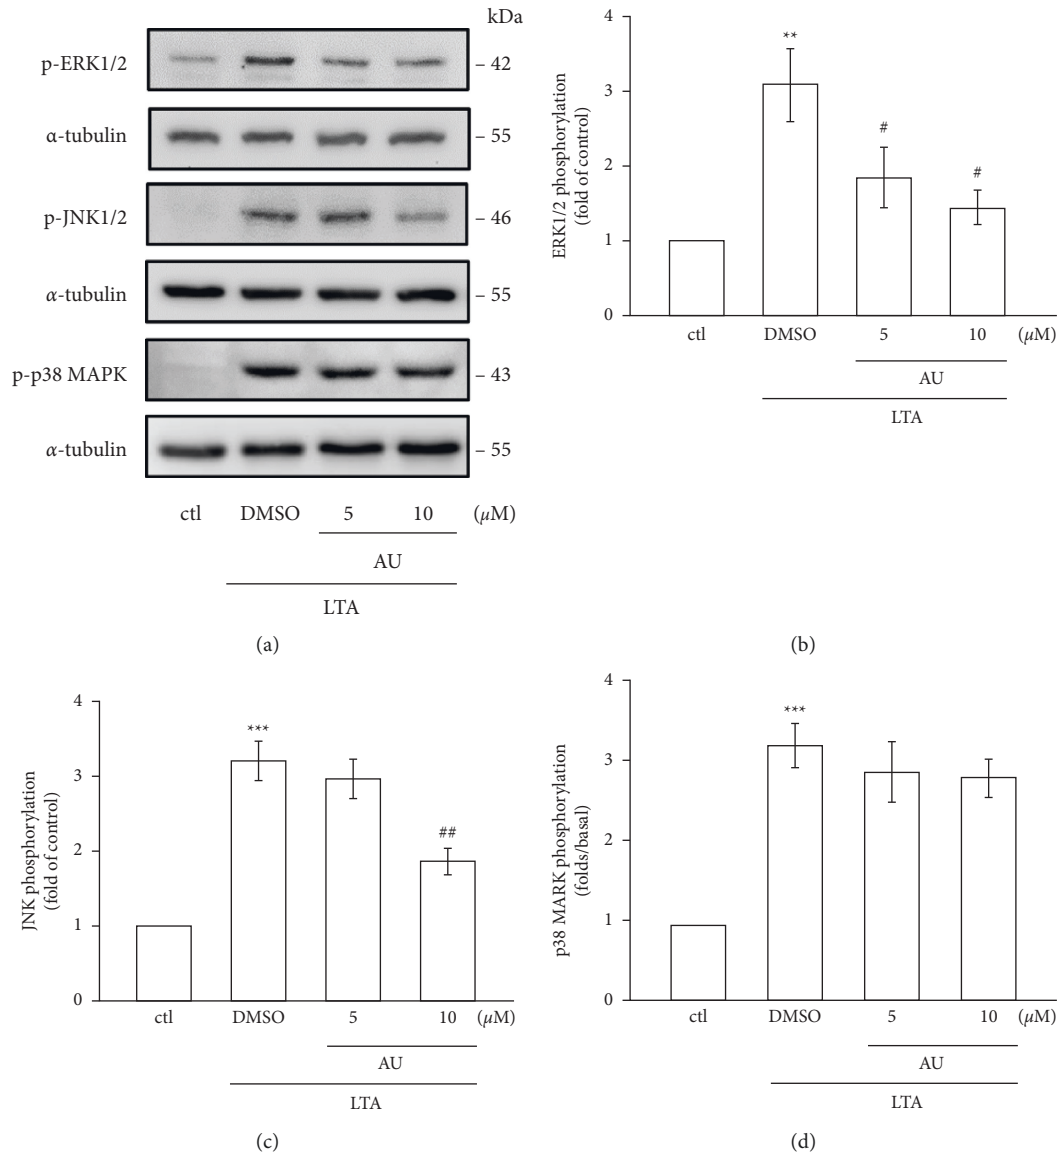 kDa
p-ERK1/2
– 42
α-tubulin
– 55
p-JNK1/2
– 46
α-tubulin
– 55
p-p38 MAPK
– 43
α-tubulin
– 55
ctl DMSO 5 10 (μM)
AU
LTA
(a)
ERK1/2 phosphorylation
(fold of control)
4
3
2
1
0
**
#
#
ctl DMSO 5 10 (μM)
AU
LTA
(b)
JNK phosphorylation
(fold of control)
4
3
2
1
0
***
##
ctl DMSO 5 10 (μM)
AU
LTA
(c)
p38 MARK phosphorylation
(folds/basal)
4
3
2
1
0
***
ctl DMSO 5 10 (μM)
AU
LTA
(d)